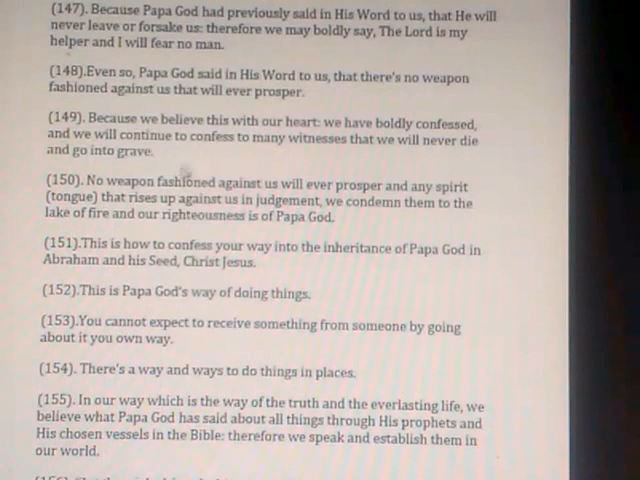 (147). Because Papa God had previously said in His Word to us, that He will
never leave or forsake us: therefore we may boldly say, The Lord is my
helper and I will fear no man.
(148).Even so, Papa God said in His Word to us, that there's no weapon
fashioned against us that will ever prosper.
(149). Because we believe this with our heart: we have boldly confessed,
and we will continue to confess to many witnesses that we will never die
and go into grave.
(150). No weapon fashioned against us will ever prosper and any spirit
(tongue) that rises up against us in judgement, we condemn them to the
lake of fire and our righteousness is of Papa God.
(151).This is how to confess your way into the inheritance of Papa God in
Abraham and his Seed, Christ Jesus.
(152).This is Papa God's way of doing things.
(153).You cannot expect to receive something from someone by going
about it you own way.
(154). There's a way and ways to do things in places.
(155). In our way which is the way of the truth and the everlasting life, we
believe what Papa God has said about all things through His prophets and
His chosen vessels in the Bible: therefore we speak and establish them in
our world.